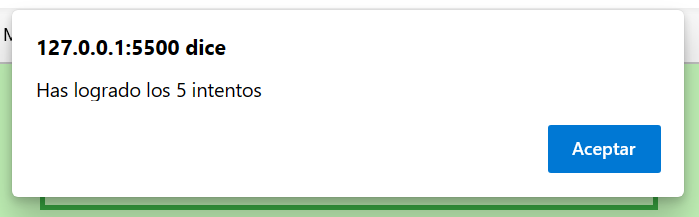 127.0.0.1:5500 dice
Has logrado los 5 intentos
Aceptar